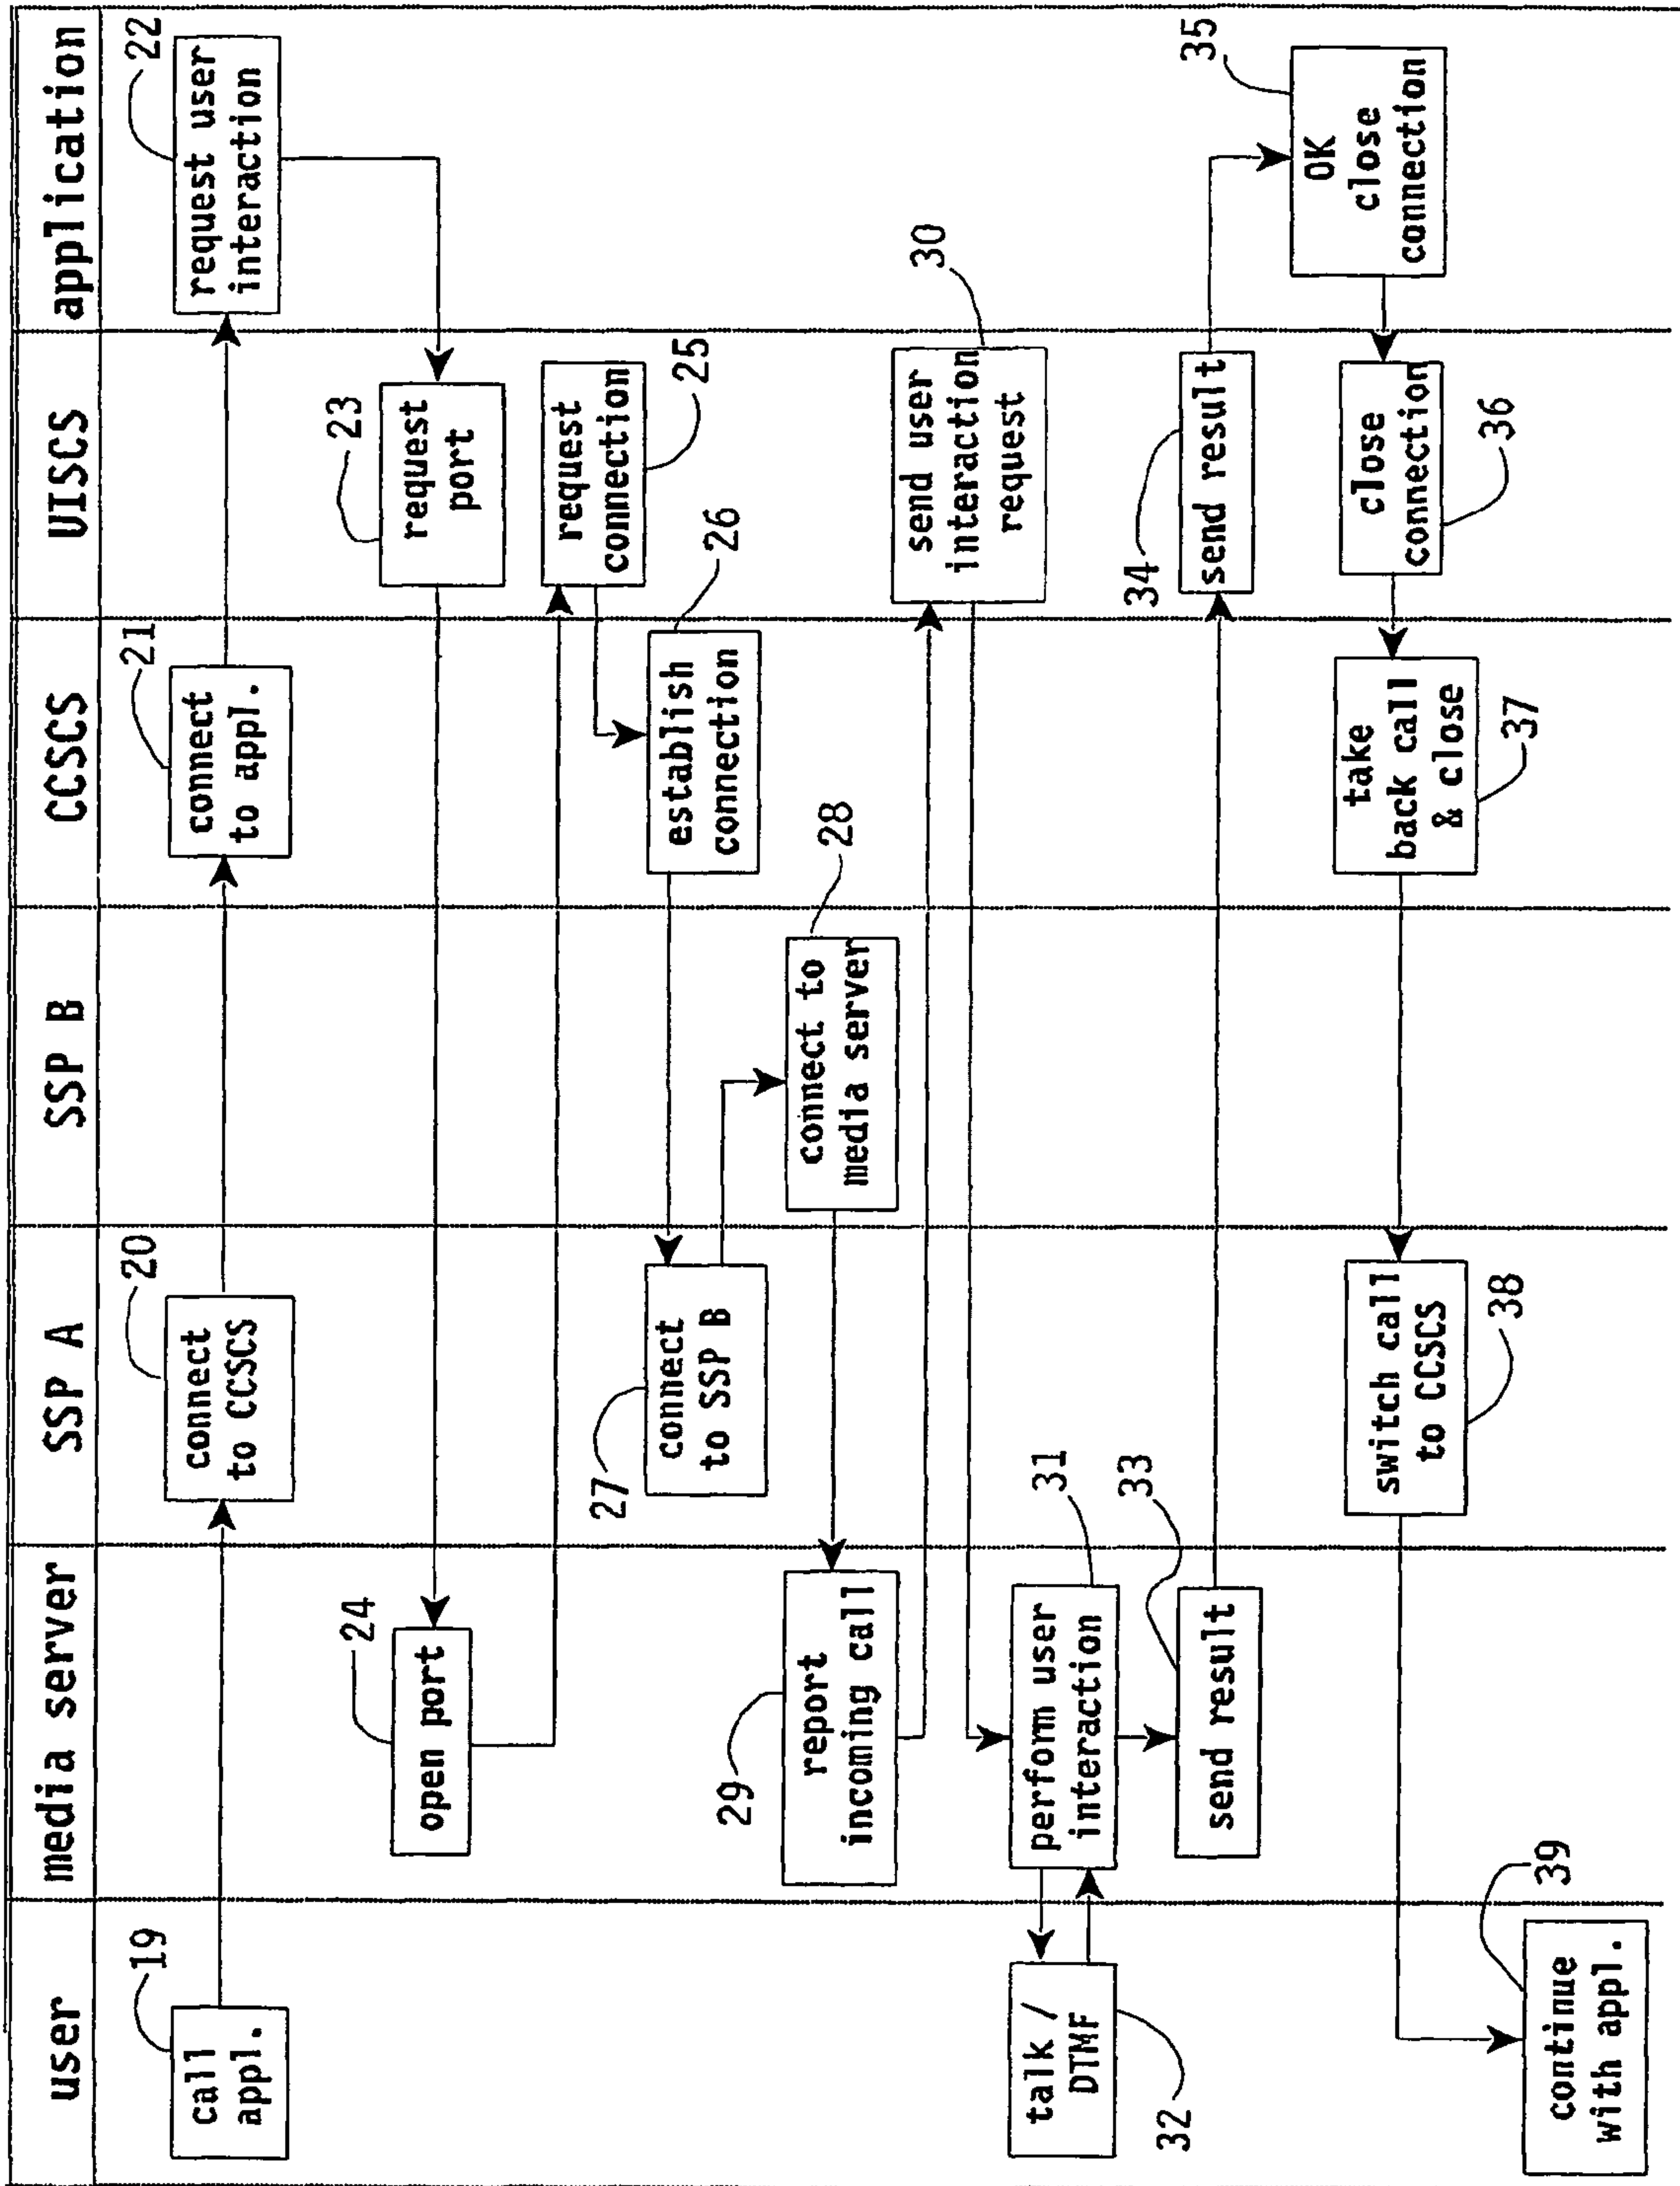 user
media server
SSP A
SSP B
CCSCS
UISCS
application
19
call
appl.
20
connect
to CCSCS
21
connect
to appl.
22
request user
interaction
23
request
port
24
open port
request
connection
25
26
establish
connection
27
connect
to SSP B
28
connect to
media server
29
report
incoming call
30
send user
interaction
request
31
perform user
interaction
talk /
DTMF
32
33
send result
34
send result
35
OK
close
connection
close
connection
36
take
back call
& close
37
switch call
to CCSCS
38
39
continue
with appl.